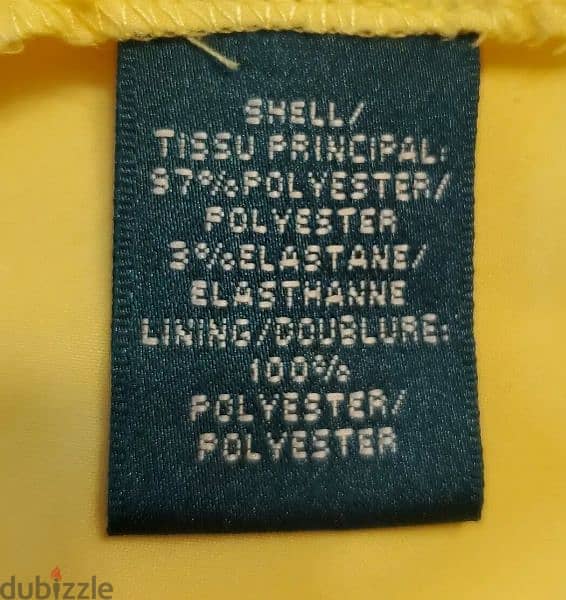 SHELL/
TISSU PRINCIPAL:
97%POLYESTER/
POLYESTER
3%ELASTANE/
ELASTHANNE
LINING/DOUBLURE:
100%
POLYESTER/
POLYESTER
dubizzle